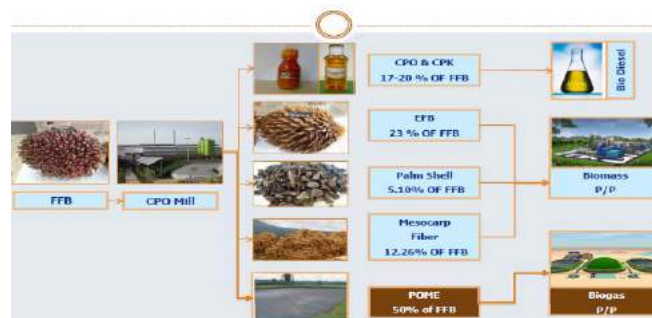 CPO & CPK
17-20 % OF FFB
Bio Diesel
EFB
23 % OF FFB
Palm Shell
5.10% OF FFB
Biomass
P/P
FFB
CPO Mill
Mesocarp
Fiber
12.26% OF FFB
POME
50% of FFB
Biogas
P/P